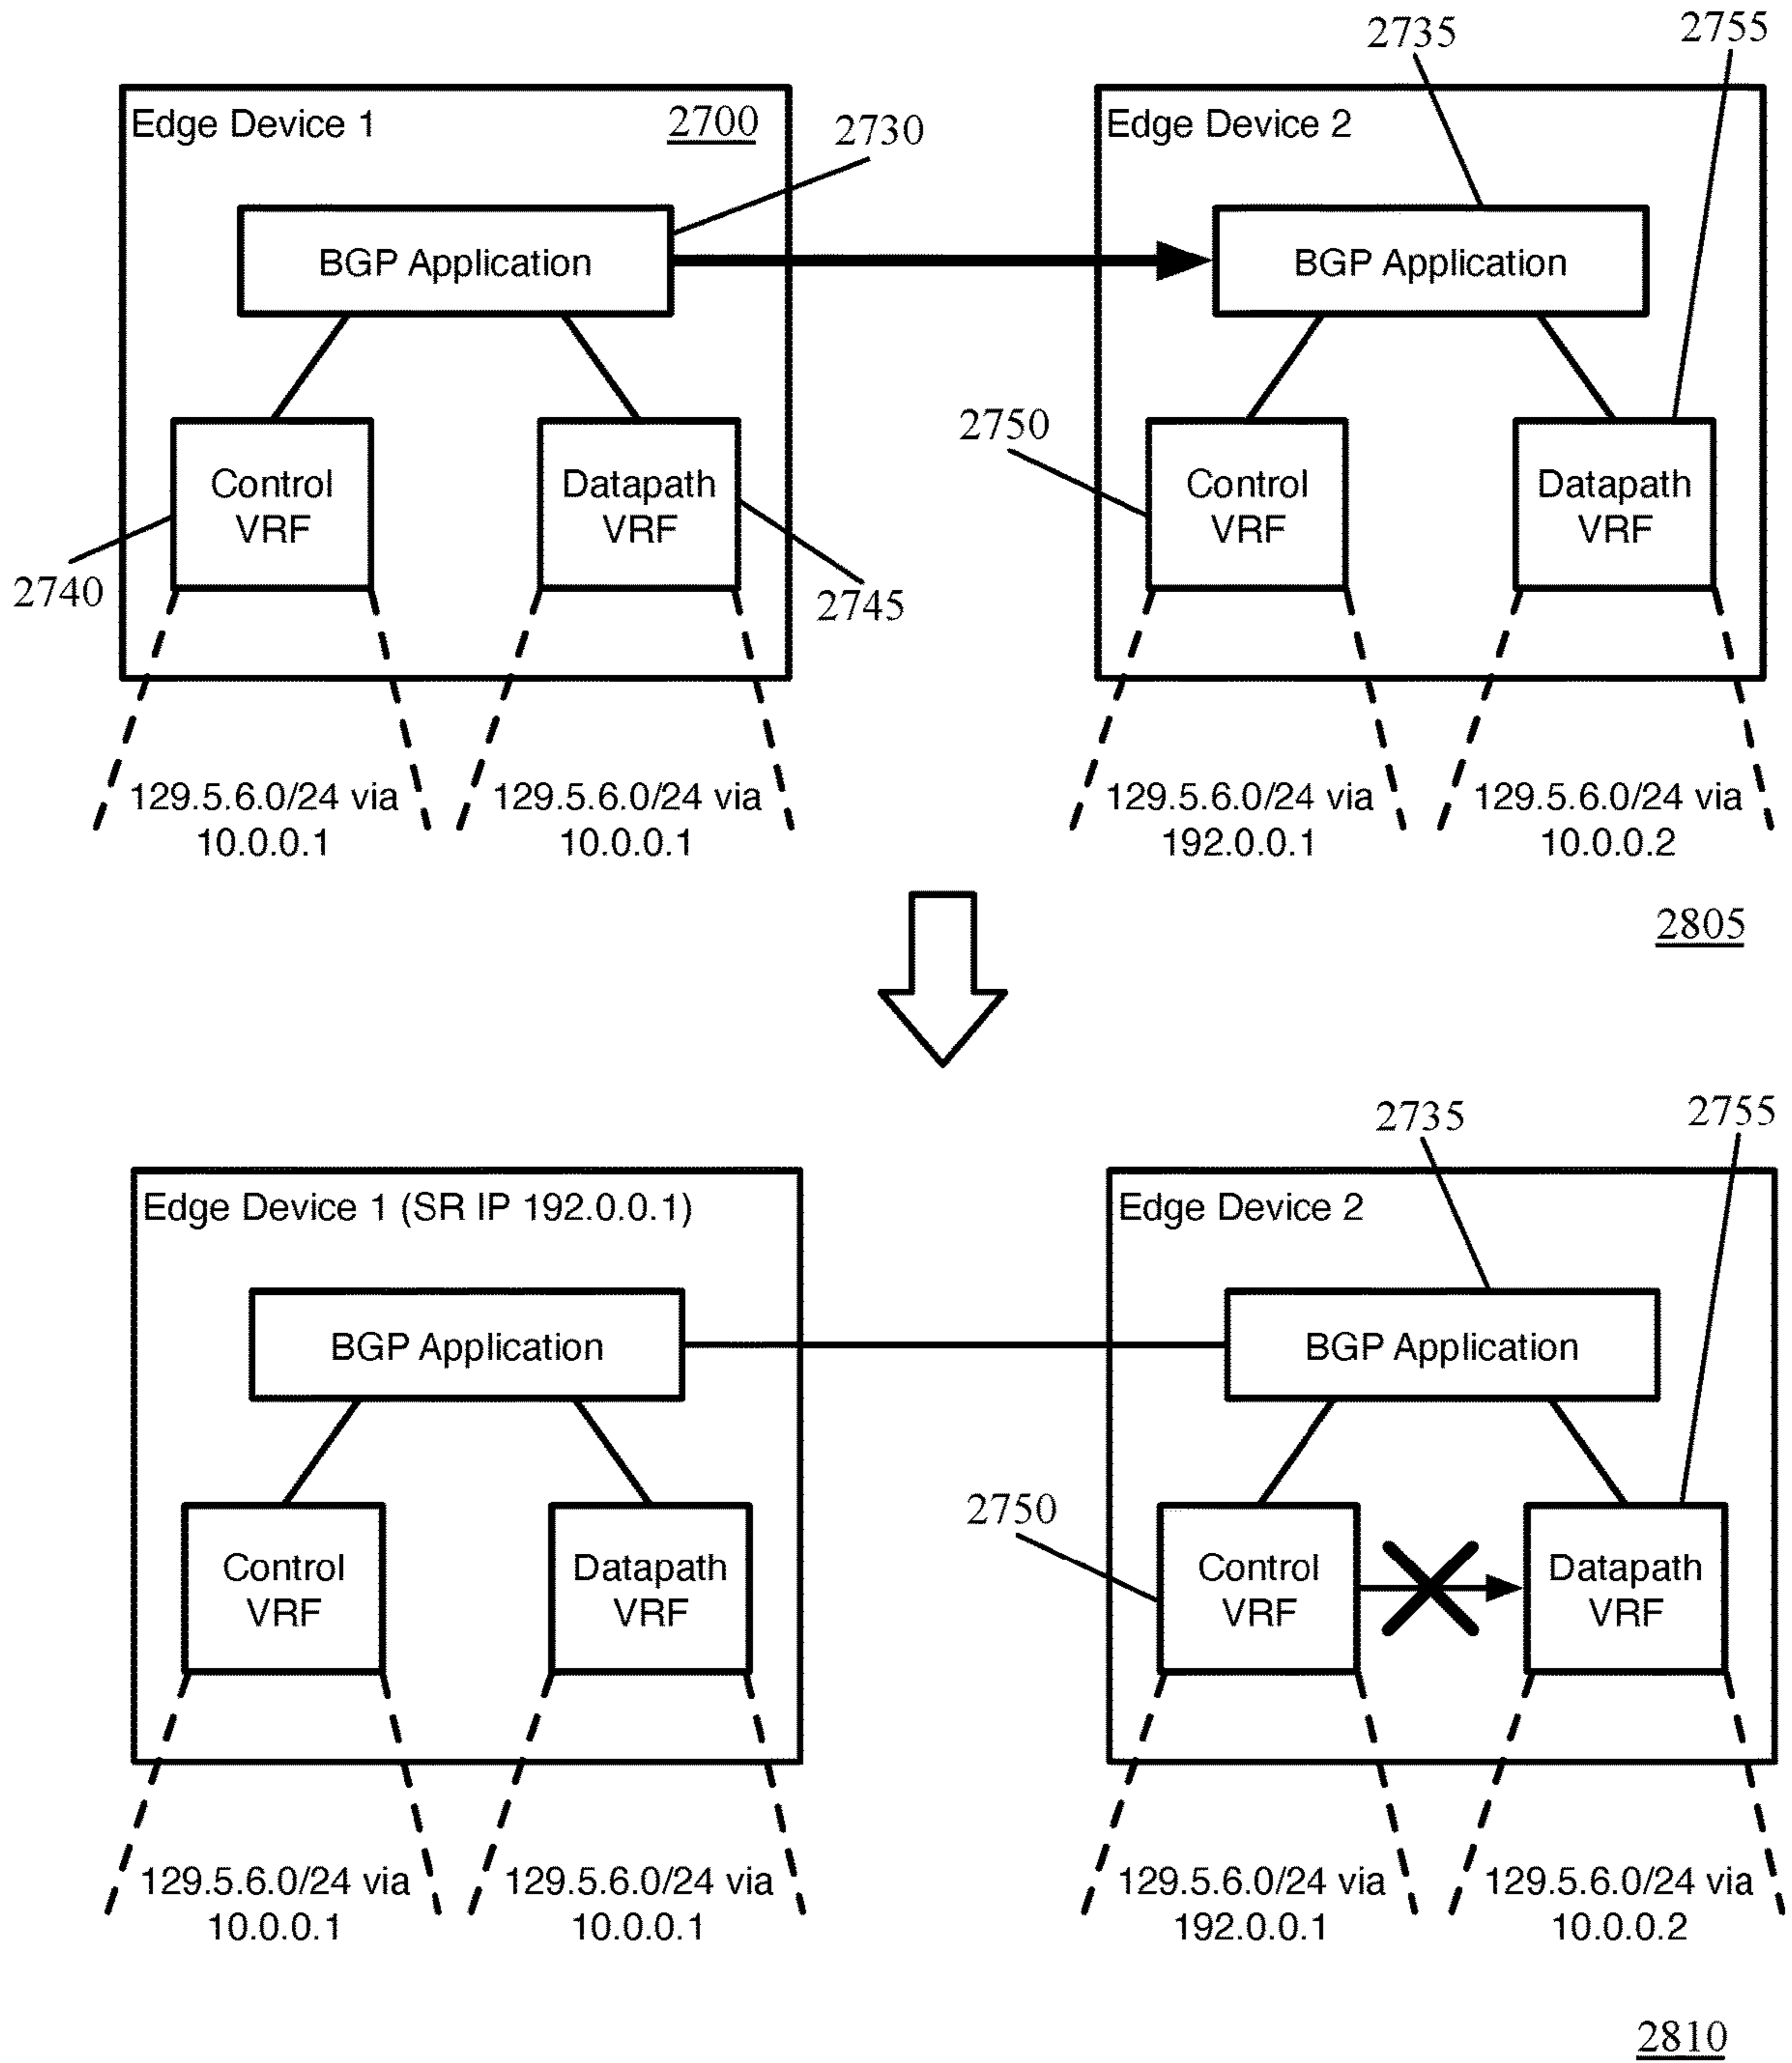 2735
2755
Edge Device 1
2700
2730
Edge Device 2
BGP Application
BGP Application
2750
Control
VRF
Datapath
VRF
Control
VRF
Datapath
VRF
2740
2745
129.5.6.0/24 via
10.0.0.1
129.5.6.0/24 via
10.0.0.1
129.5.6.0/24 via
192.0.0.1
129.5.6.0/24 via
10.0.0.2
2805
2735
2755
Edge Device 1 (SR IP 192.0.0.1)
Edge Device 2
BGP Application
BGP Application
2750
Control
VRF
Datapath
VRF
Control
VRF
Datapath
VRF
129.5.6.0/24 via
10.0.0.1
129.5.6.0/24 via
10.0.0.1
129.5.6.0/24 via
192.0.0.1
129.5.6.0/24 via
10.0.0.2
2810